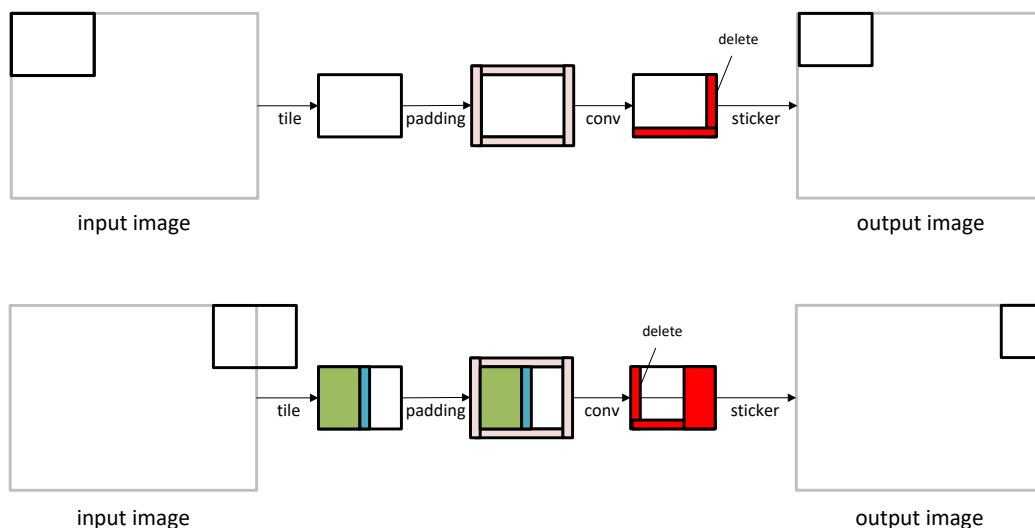 delete
tile
padding
conv
sticker
input image
output image
delete
tile
padding
conv
sticker
input image
output image